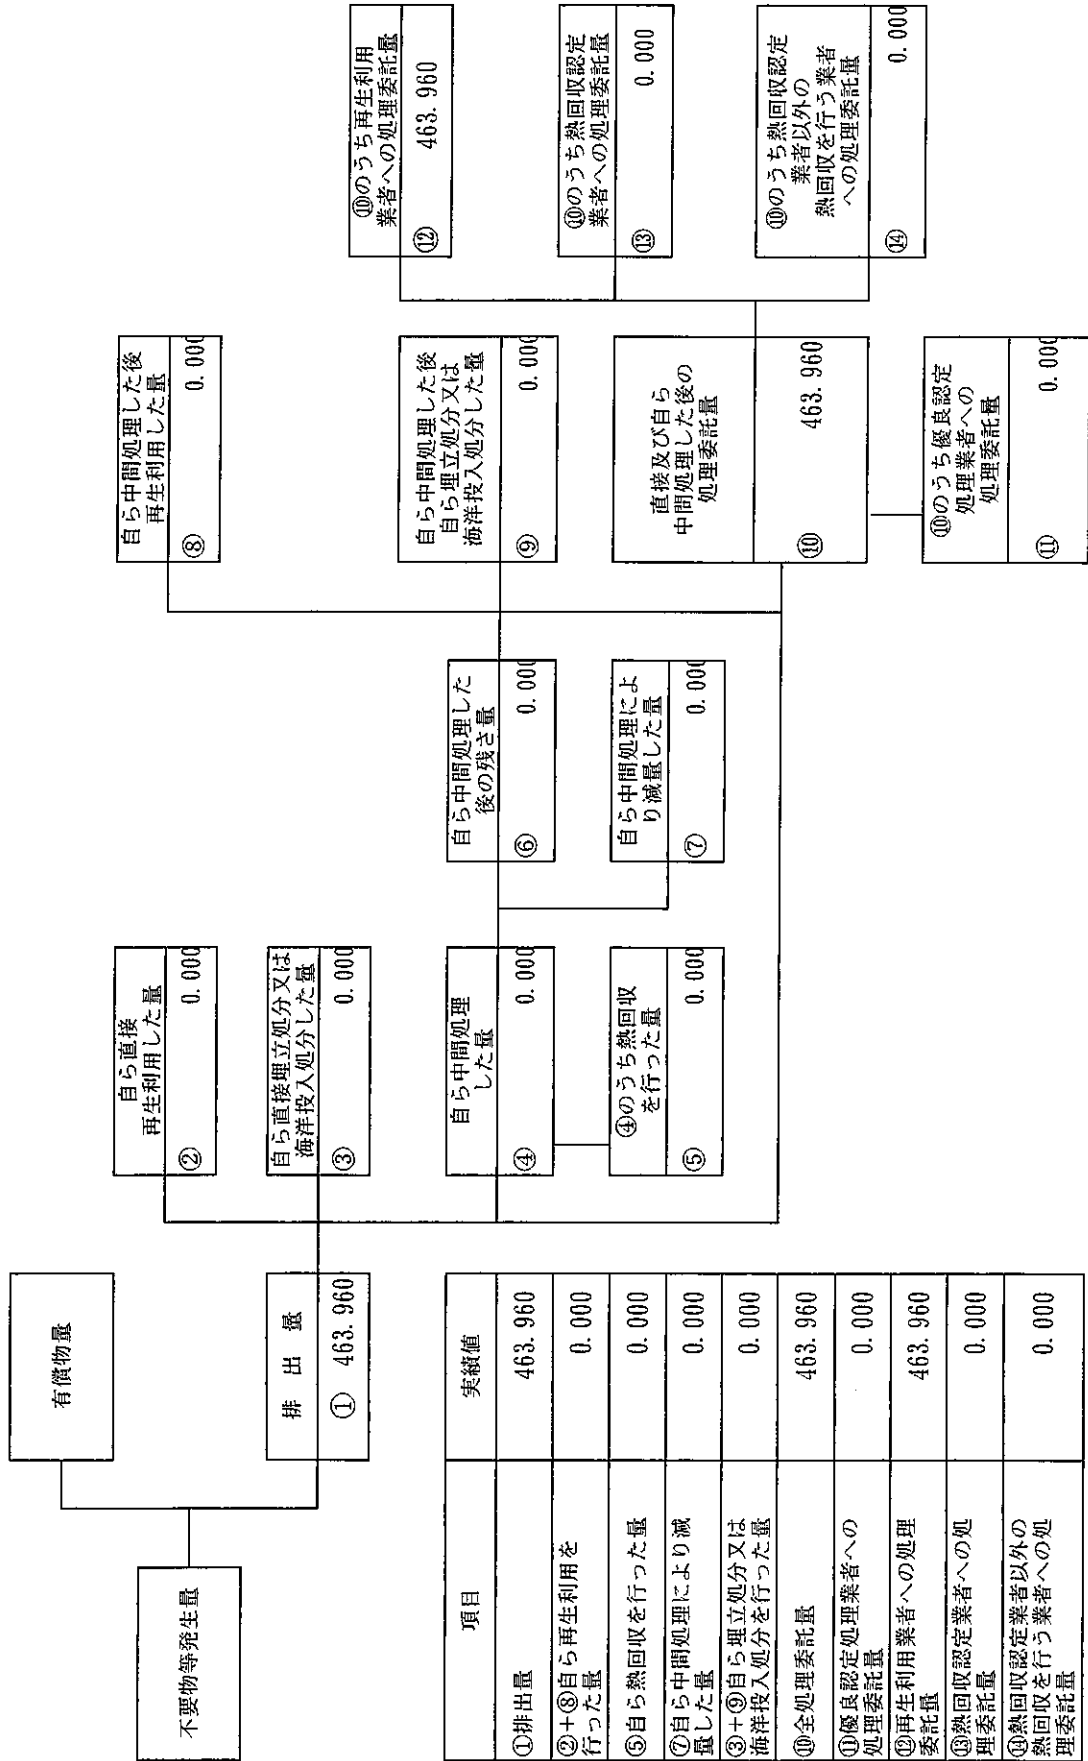 不要物等発生量
有償物量
排 出 量
① 463.960
自ら直接
再生利用した量
② 0.000
自ら直接埋立処分又は
海洋投入処分した量
③ 0.000
自ら中間処理
した量
④ 0.000
④のうち熱回収
を行った量
⑤ 0.000
自ら中間処理した
後の残さ量
⑥ 0.000
自ら中間処理によ
り減量した量
⑦ 0.000
自ら中間処理した後
再生利用した量
⑧ 0.000
自ら中間処理した後
自ら埋立処分又は
海洋投入処分した量
⑨ 0.000
直接及び自ら
中間処理した後の
処理委託量
⑩ 463.960
⑩のうち優良認定
処理業者への
処理委託量
⑪ 0.000
⑩のうち再生利用
業者への処理委託量
⑫ 463.960
⑩のうち熱回収認定
業者への処理委託量
⑬ 0.000
⑩のうち熱回収認定
業者以外の
熱回収を行う業者
への処理委託量
⑭ 0.000
項目 実績値
①排出量 463.960
②+⑧自ら再生利用を
行った量 0.000
⑤自ら熱回収を行った量 0.000
⑦自ら中間処理により減
量した量 0.000
③+⑨自ら埋立処分又は
海洋投入処分を行った量 0.000
⑩全処理委託量 463.960
⑪優良認定処理業者への
処理委託量 0.000
⑫再生利用業者への処理
委託量 463.960
⑬熱回収認定業者への処
理委託量 0.000
⑭熱回収認定業者以外の
熱回収を行う業者への処
理委託量 0.000